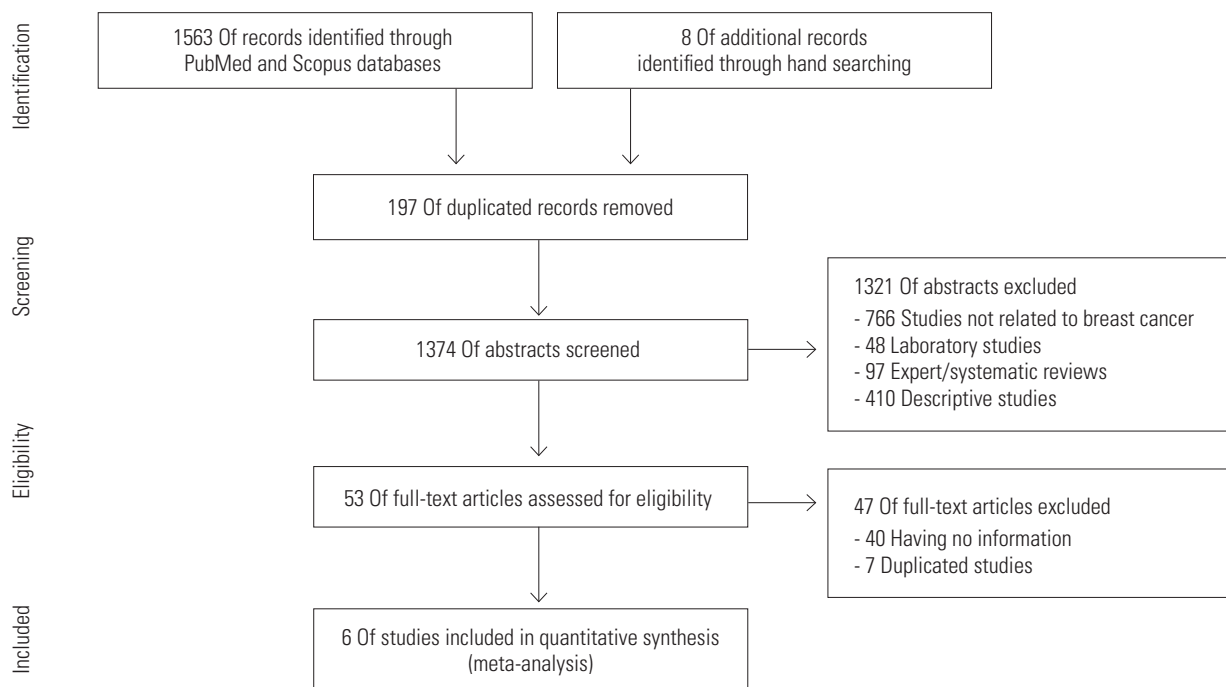 Identification
1563 Of records identified through
PubMed and Scopus databases
8 Of additional records
identified through hand searching
197 Of duplicated records removed
Screening
1374 Of abstracts screened
1321 Of abstracts excluded
- 766 Studies not related to breast cancer
- 48 Laboratory studies
- 97 Expert/systematic reviews
- 410 Descriptive studies
Eligibility
53 Of full-text articles assessed for eligibility
47 Of full-text articles excluded
- 40 Having no information
- 7 Duplicated studies
Included
6 Of studies included in quantitative synthesis
(meta-analysis)